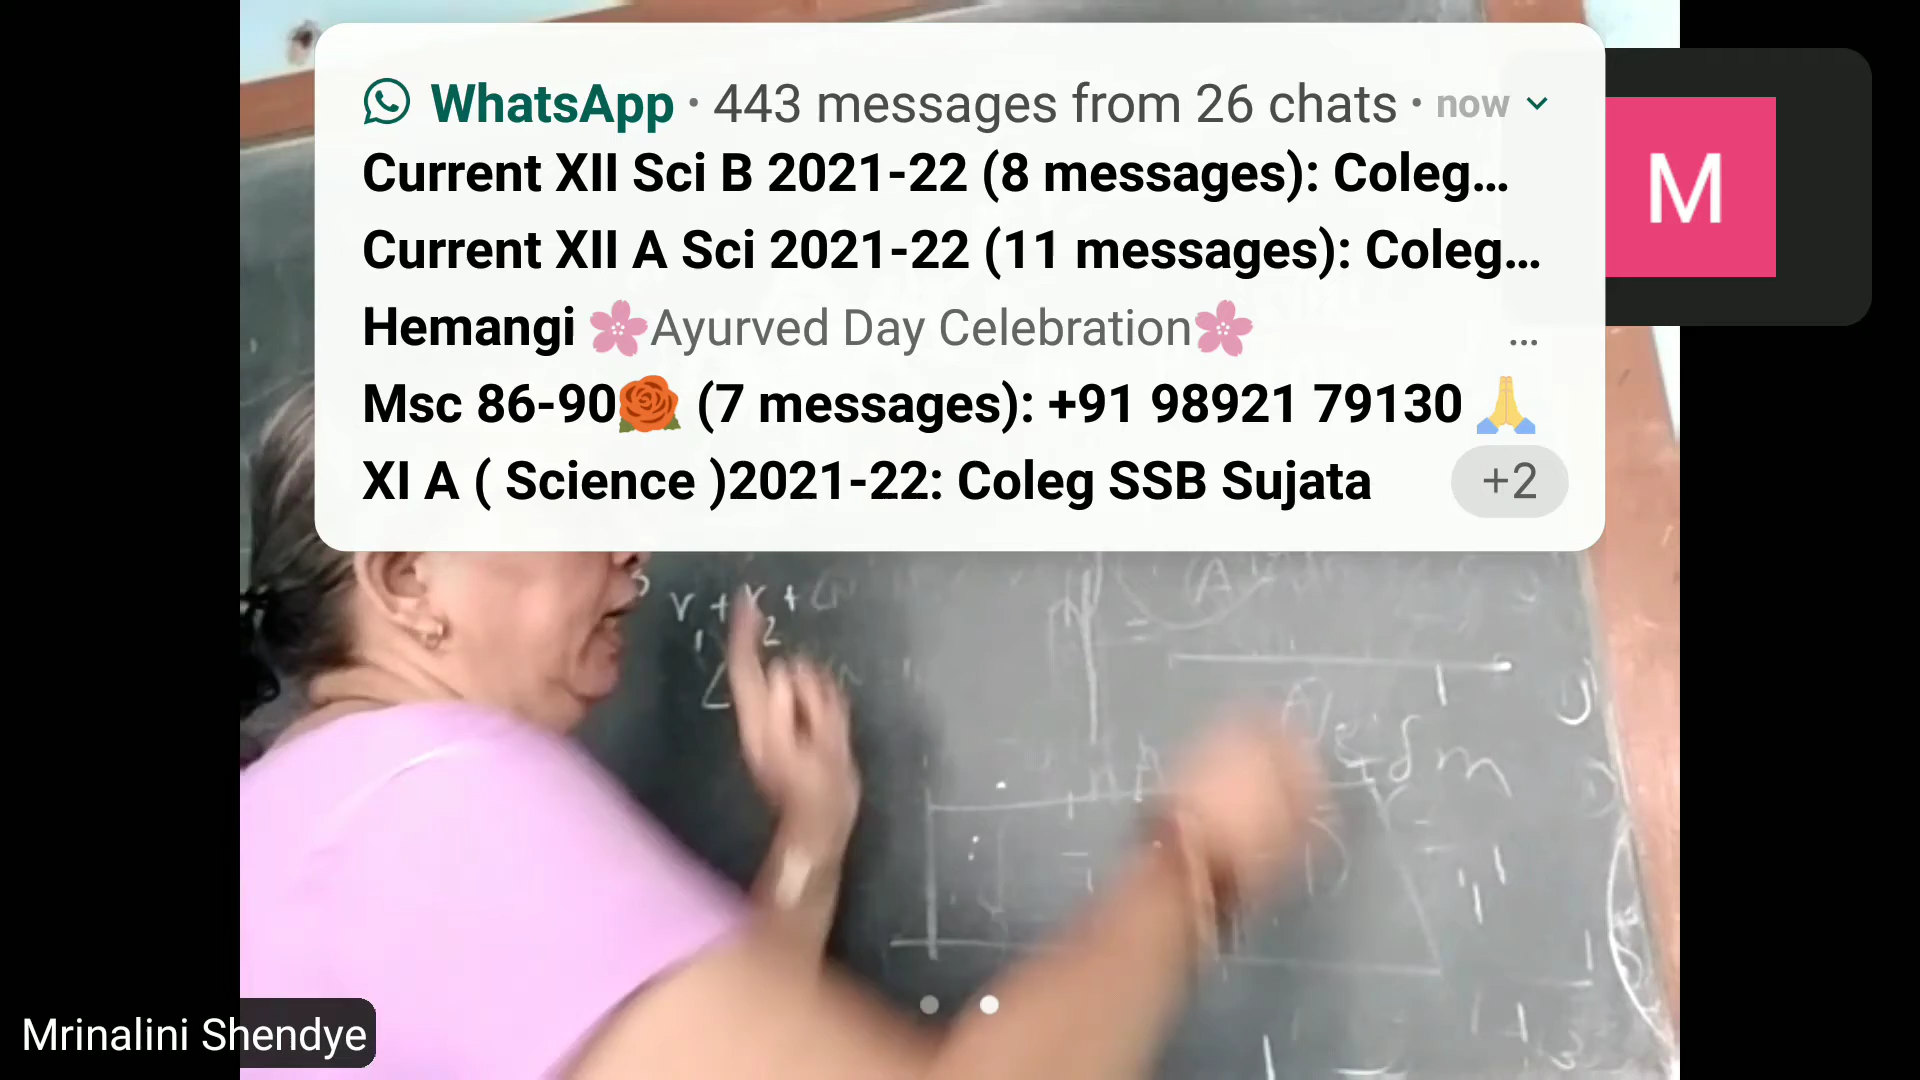 WhatsApp • 443 messages from 26 chats • now
Current XII Sci B 2021-22 (8 messages): Coleg...
Current XII A Sci 2021-22 (11 messages): Coleg...
Hemangi 🌸Ayurved Day Celebration🌸 ...
Msc 86-90🌹 (7 messages): +91 98921 79130 🙏
XI A ( Science )2021-22: Coleg SSB Sujata +2
M
r₁ + r₂ +
Mrinalini Shendye